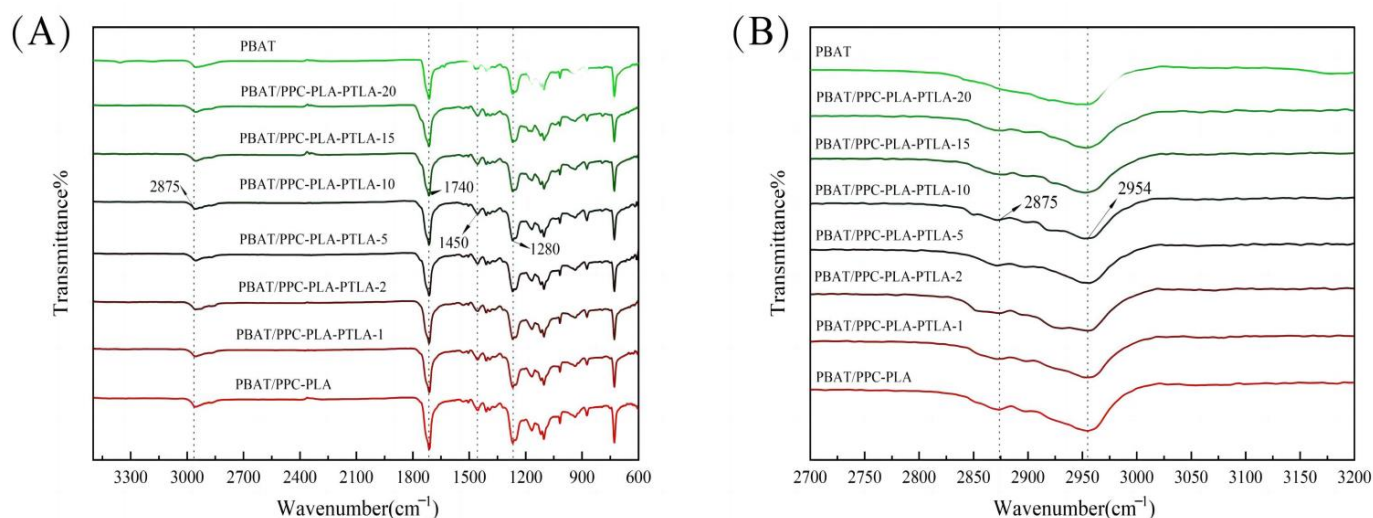 (A)
PBAT
PBAT/PPC-PLA-PTLA-20
PBAT/PPC-PLA-PTLA-15
PBAT/PPC-PLA-PTLA-10
PBAT/PPC-PLA-PTLA-5
PBAT/PPC-PLA-PTLA-2
PBAT/PPC-PLA-PTLA-1
PBAT/PPC-PLA
2875
1740
1450
1280
Transmittance%
3300 3000 2700 2400 2100 1800 1500 1200 900 600
Wavenumber(cm⁻¹)
(B)
PBAT
PBAT/PPC-PLA-PTLA-20
PBAT/PPC-PLA-PTLA-15
PBAT/PPC-PLA-PTLA-10
PBAT/PPC-PLA-PTLA-5
PBAT/PPC-PLA-PTLA-2
PBAT/PPC-PLA-PTLA-1
PBAT/PPC-PLA
2875
2954
Transmittance%
2700 2750 2800 2850 2900 2950 3000 3050 3100 3150 3200
Wavenumber(cm⁻¹)